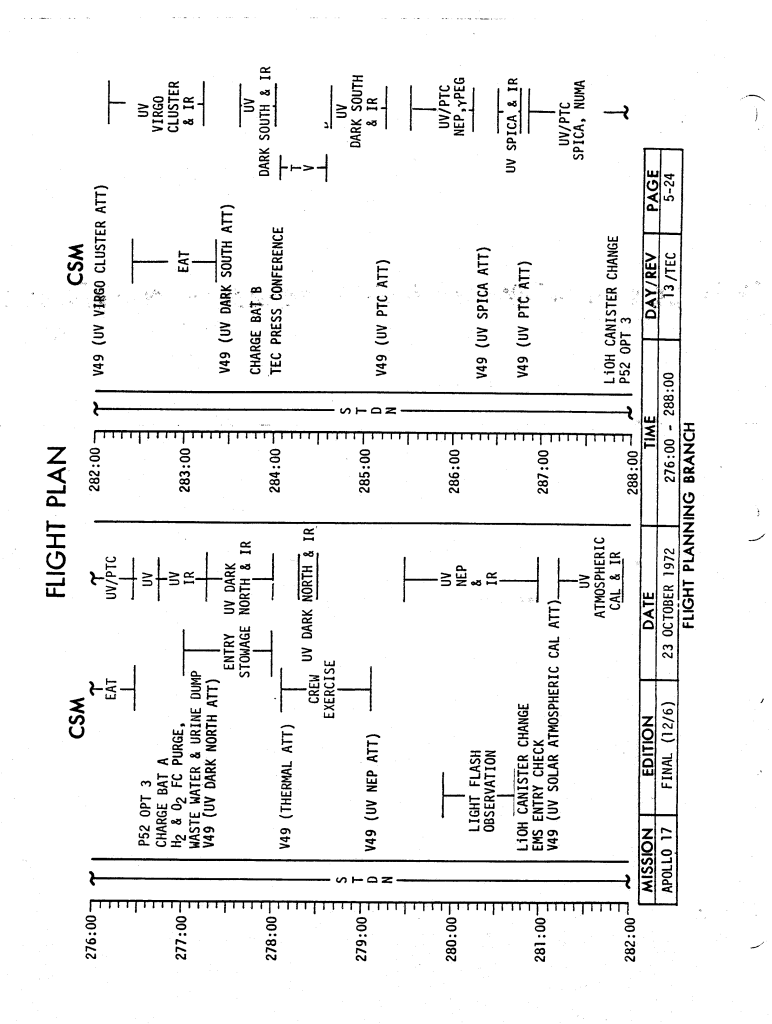 FLIGHT PLAN
CSM
276:00
277:00
278:00
279:00
280:00
281:00
282:00
S
T
D
N
EAT
P52 OPT 3
CHARGE BAT A
H2 & O2 FC PURGE,
WASTE WATER & URINE DUMP
V49 (UV DARK NORTH ATT)
V49 (THERMAL ATT)
V49 (UV NEP ATT)
LIGHT FLASH
OBSERVATION
LiOH CANISTER CHANGE
EMS ENTRY CHECK
V49 (UV SOLAR ATMOSPHERIC CAL ATT)
ENTRY
STOWAGE
CREW
EXERCISE
UV/PTC
UV
UV
IR
UV DARK
NORTH & IR
UV DARK NORTH & IR
UV
NEP
& IR
UV
ATMOSPHERIC
CAL & IR
CSM
282:00
283:00
284:00
285:00
286:00
287:00
288:00
S
T
D
N
V49 (UV VIRGO CLUSTER ATT)
EAT
V49 (UV DARK SOUTH ATT)
CHARGE BAT B
TEC PRESS CONFERENCE
V49 (UV PTC ATT)
V49 (UV SPICA ATT)
V49 (UV PTC ATT)
LiOH CANISTER CHANGE
P52 OPT 3
UV
VIRGO
CLUSTER
& IR
UV
DARK SOUTH & IR
T
V
UV
DARK SOUTH
& IR
UV/PTC
NEP,γPEG
UV SPICA & IR
UV/PTC
SPICA, NUMA
MISSION EDITION DATE TIME DAY/REV PAGE
APOLLO 17 FINAL (12/6) 23 OCTOBER 1972 276:00 - 288:00 13/TEC 5-24
FLIGHT PLANNING BRANCH